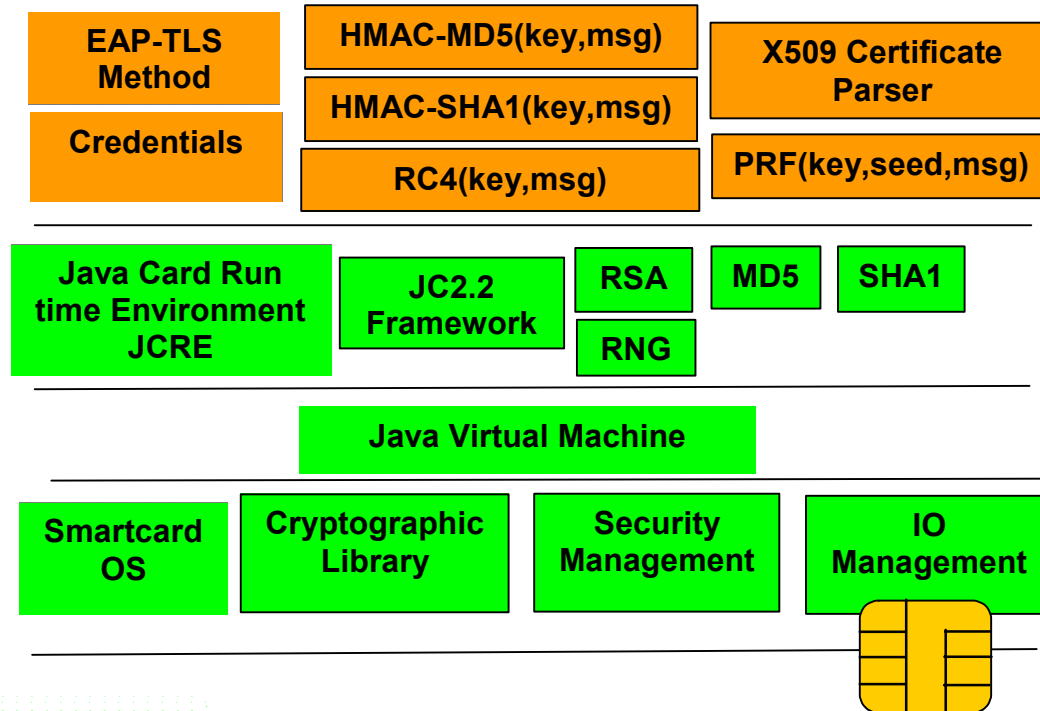 EAP-TLS
Method
HMAC-MD5(key,msg)
X509 Certificate
Parser
HMAC-SHA1(key,msg)
Credentials
RC4(key,msg)
PRF(key,seed,msg)
Java Card Run
time Environment
JCRE
JC2.2
Framework
RSA
MD5
SHA1
RNG
Java Virtual Machine
Smartcard
OS
Cryptographic
Library
Security
Management
IO
Management